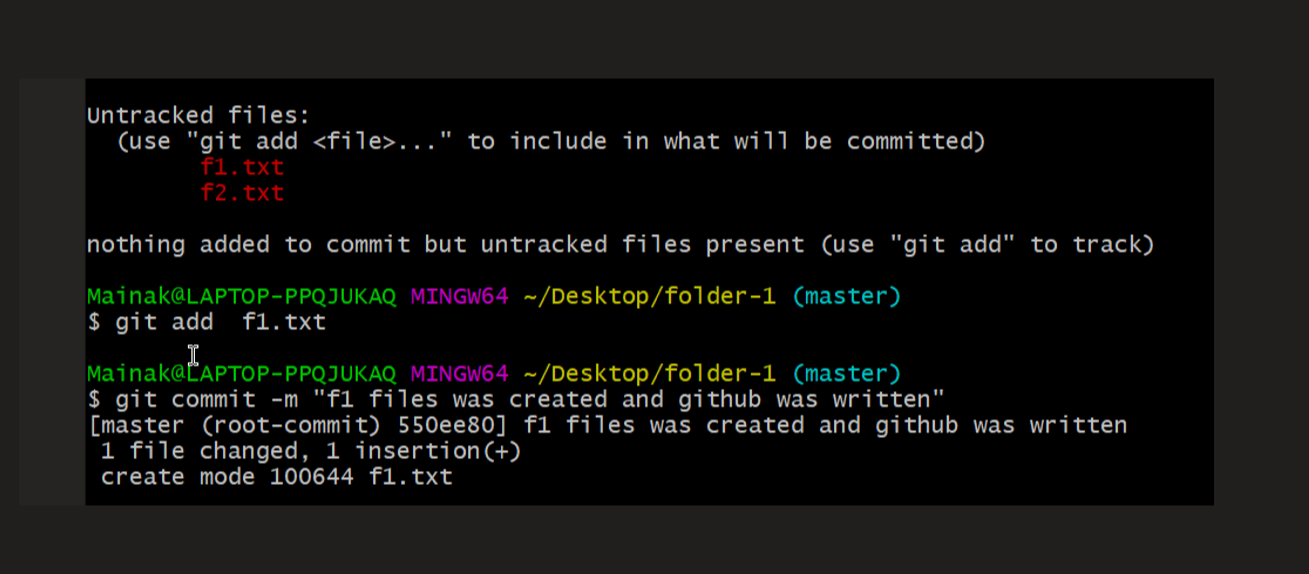 Untracked files:
(use "git add <file>..." to include in what will be committed)
f1.txt
f2.txt
nothing added to commit but untracked files present (use "git add" to track)
Mainak@LAPTOP-PPQJUKAQ MINGW64 ~/Desktop/folder-1 (master)
$ git add  f1.txt
Mainak@LAPTOP-PPQJUKAQ MINGW64 ~/Desktop/folder-1 (master)
$ git commit -m "f1 files was created and github was written"
[master (root-commit) 550ee80] f1 files was created and github was written
1 file changed, 1 insertion(+)
create mode 100644 f1.txt